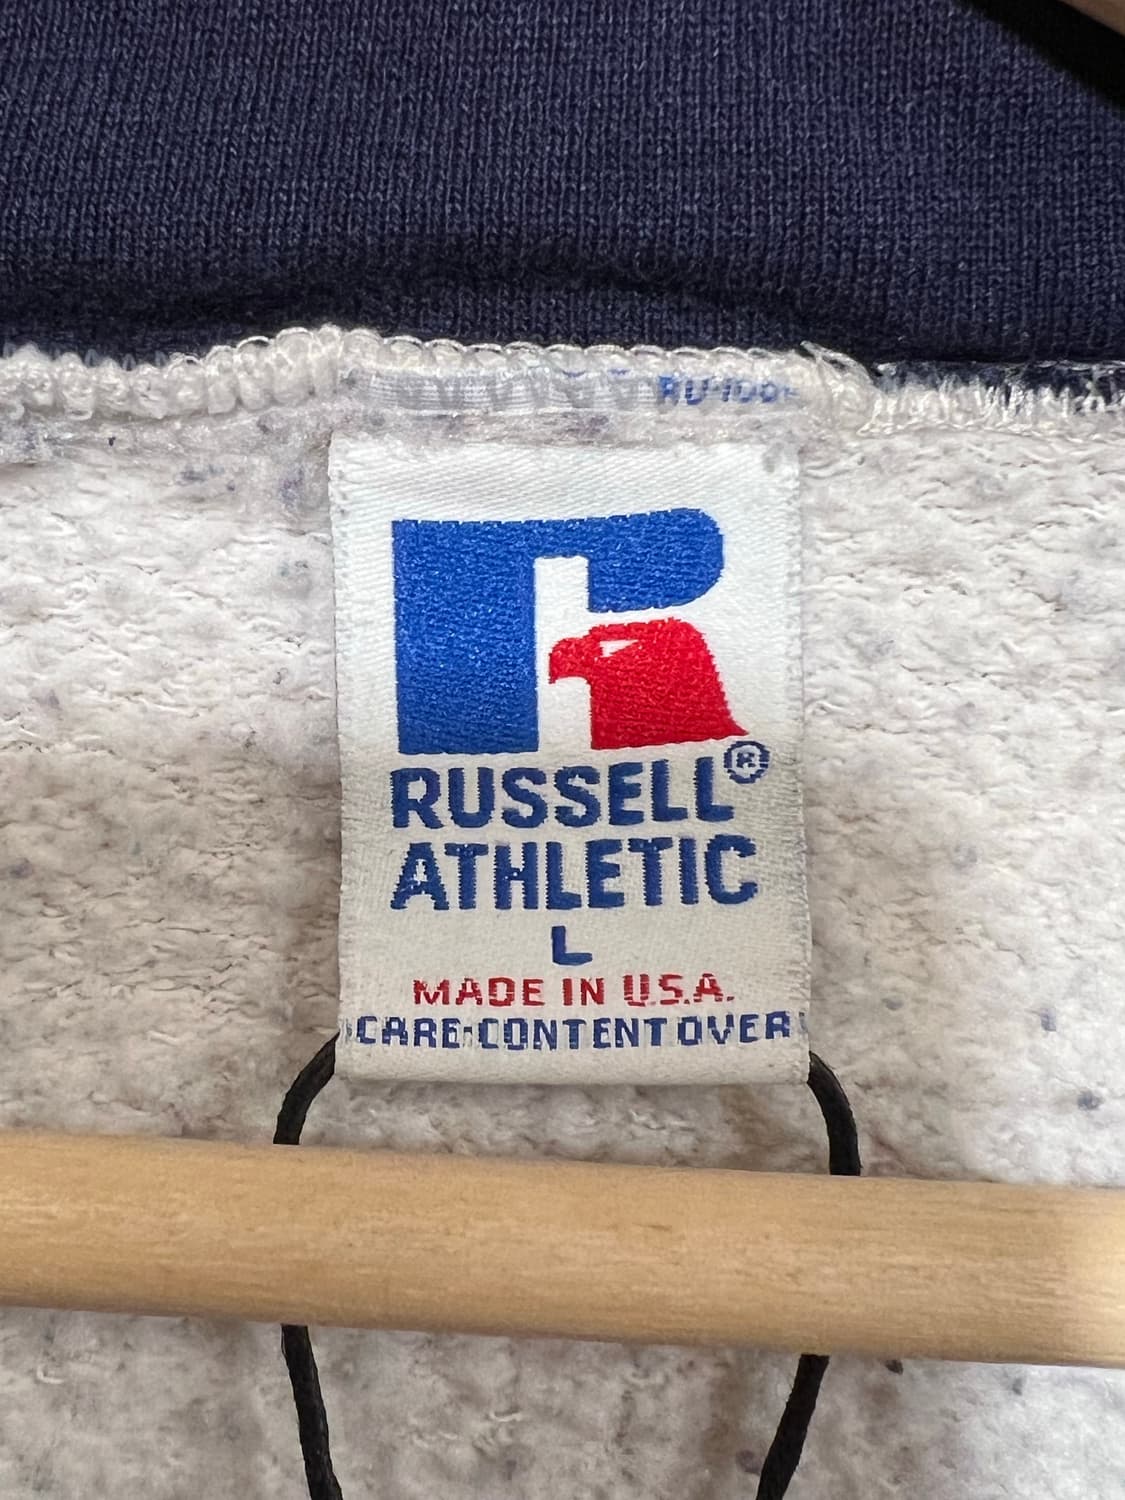 RUSSELL®
ATHLETIC
L
MADE IN U.S.A.
CARE·CONTENT OVER